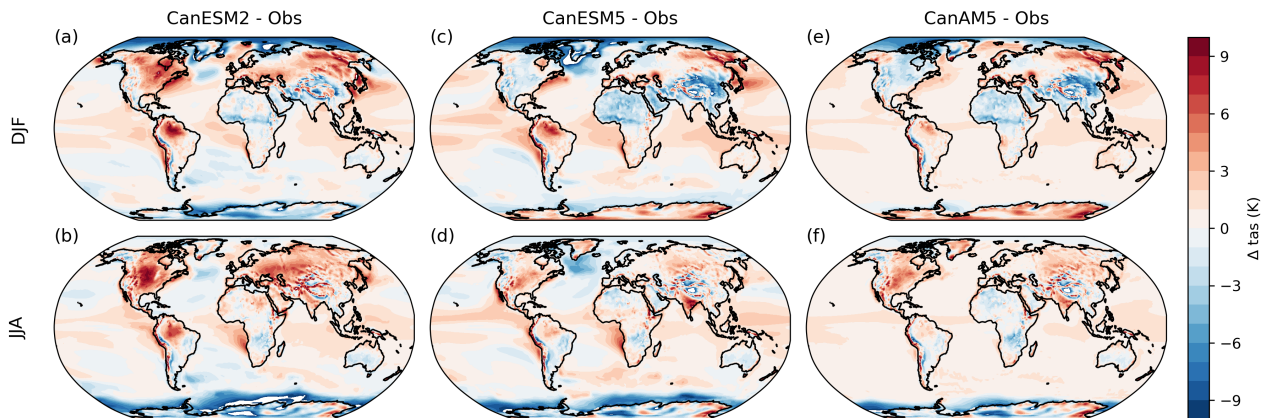 CanESM2 - Obs
CanESM5 - Obs
CanAM5 - Obs
(a)
(c)
(e)
DJF
(b)
(d)
(f)
JJA
9
6
3
0
−3
−6
−9
Δ tas (K)